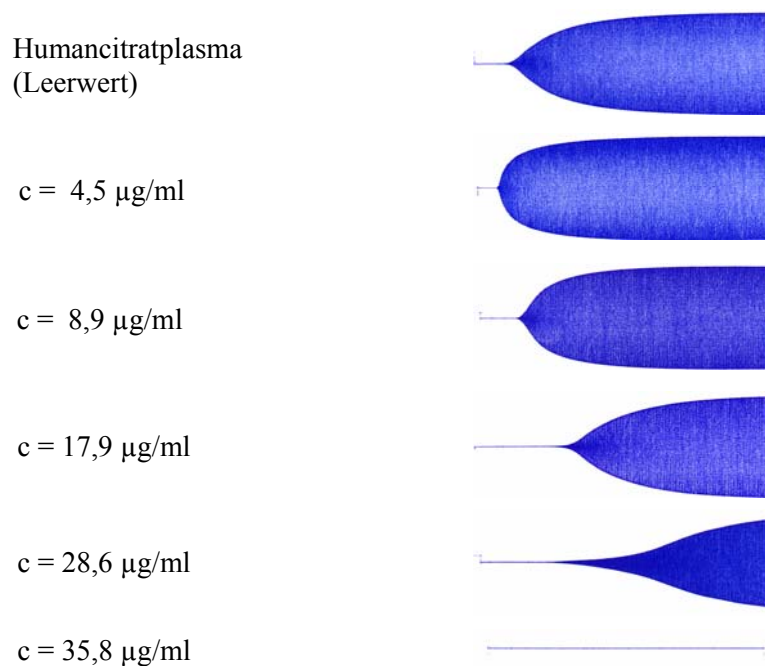 Humancitratplasma
(Leerwert)
c = 4,5 µg/ml
c = 8,9 µg/ml
c = 17,9 µg/ml
c = 28,6 µg/ml
c = 35,8 µg/ml